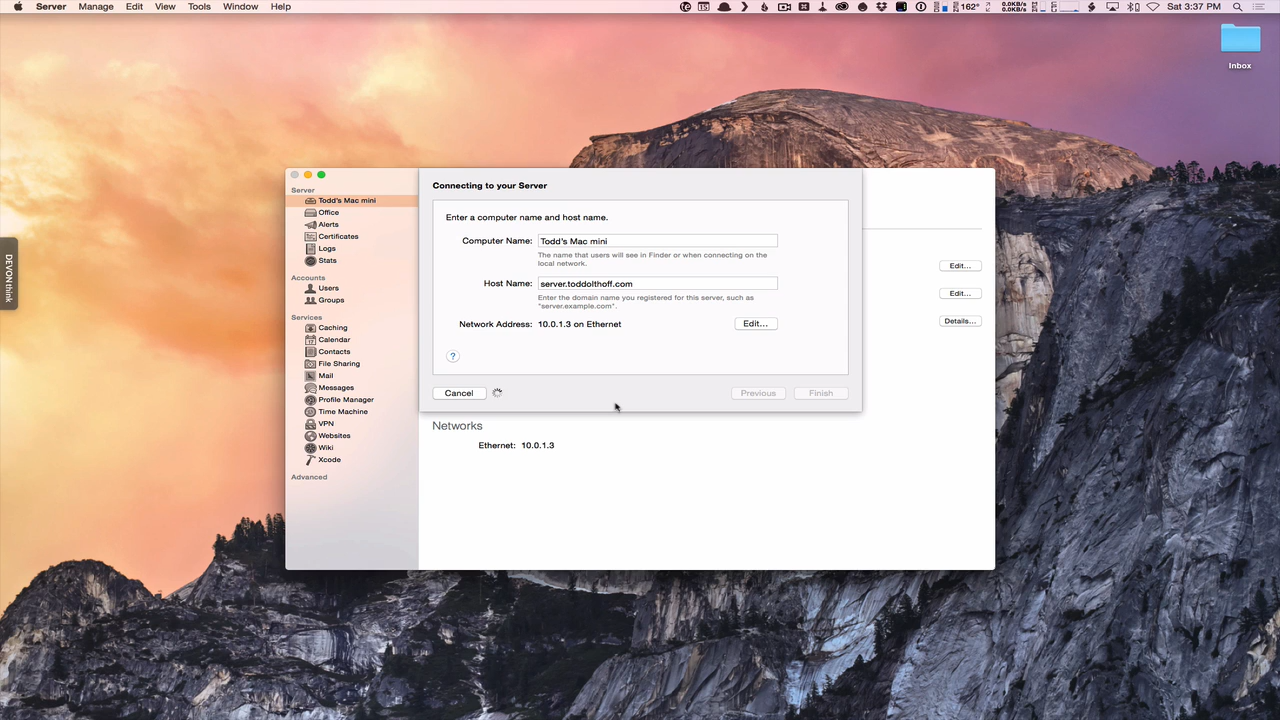 Server Manage Edit View Tools Window Help
162° 0.0KB/s 0.0KB/s Sat 3:37 PM
Inbox
DEVONthink
Server
Todd's Mac mini
Office
Alerts
Certificates
Logs
Stats
Accounts
Users
Groups
Services
Caching
Calendar
Contacts
File Sharing
Mail
Messages
Profile Manager
Time Machine
VPN
Websites
Wiki
Xcode
Advanced
Connecting to your Server
Enter a computer name and host name.
Computer Name: Todd's Mac mini
The name that users will see in Finder or when connecting on the
local network.
Host Name: server.toddolthoff.com
Enter the domain name you registered for this server, such as
"server.example.com".
Network Address: 10.0.1.3 on Ethernet Edit...
?
Cancel Previous Finish
Edit...
Edit...
Details...
Networks
Ethernet: 10.0.1.3